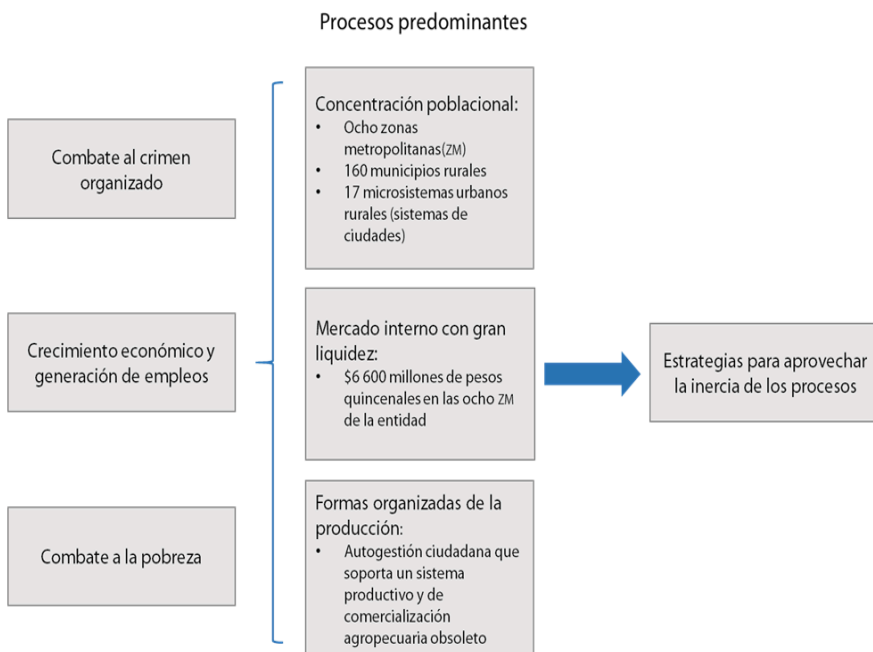 Procesos predominantes
Combate al crimen
organizado
Crecimiento económico y
generación de empleos
Combate a la pobreza
Concentración poblacional:
• Ocho zonas
metropolitanas(ZM)
• 160 municipios rurales
• 17 microsistemas urbanos
rurales (sistemas de
ciudades)
Mercado interno con gran
liquidez:
• $6 600 millones de pesos
quincenales en las ocho ZM
de la entidad
Formas organizadas de la
producción:
• Autogestión ciudadana que
soporta un sistema
productivo y de
comercialización
agropecuaria obsoleto
Estrategias para aprovechar
la inercia de los procesos